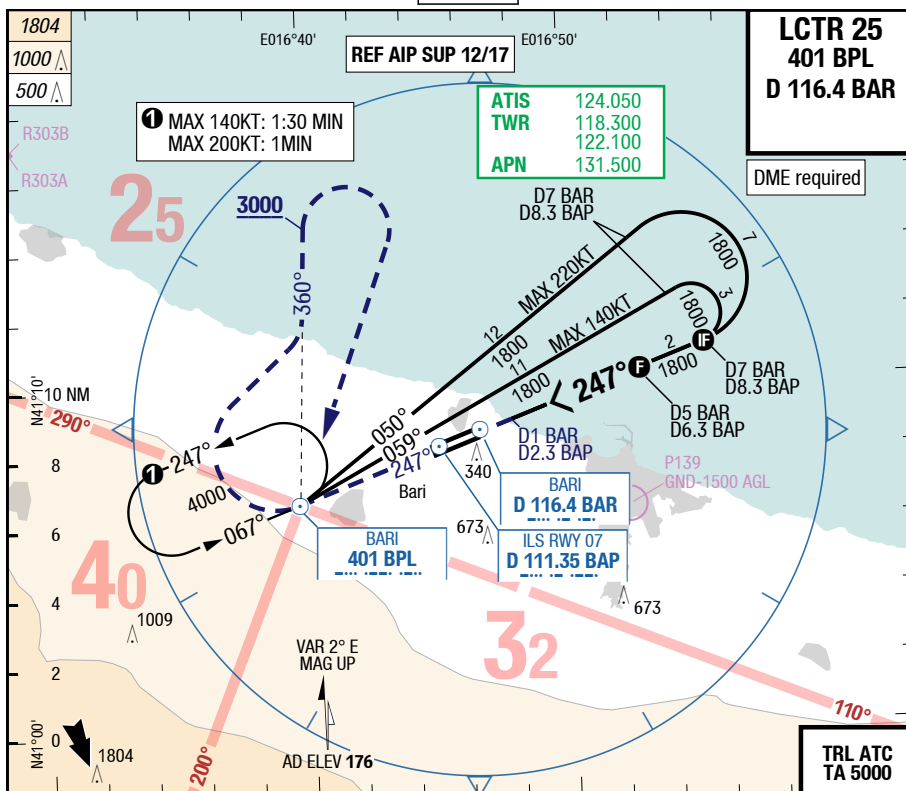 1804
1000
500
E016°40'
E016°50'
REF AIP SUP 12/17
LCTR 25
401 BPL
D 116.4 BAR
ATIS 124.050
TWR 118.300
122.100
APN 131.500
DME required
1 MAX 140KT: 1:30 MIN
MAX 200KT: 1MIN
R303B
R303A
25
3000
360°
D7 BAR
D8.3 BAP
MAX 220KT
12
1800
7
1800
MAX 140KT
11
1800
3
1800
2
1800
IF
F
247°
D7 BAR
D8.3 BAP
D5 BAR
D6.3 BAP
D1 BAR
D2.3 BAP
050°
059°
247°
N41°10'
10 NM
8
6
4
2
0
N41°00'
290°
1
247°
4000
067°
Bari
340
673
P139
GND-1500 AGL
BARI
D 116.4 BAR
ILS RWY 07
D 111.35 BAP
BARI
401 BPL
40
32
1009
673
VAR 2° E
MAG UP
AD ELEV 176
1804
200°
110°
TRL ATC
TA 5000